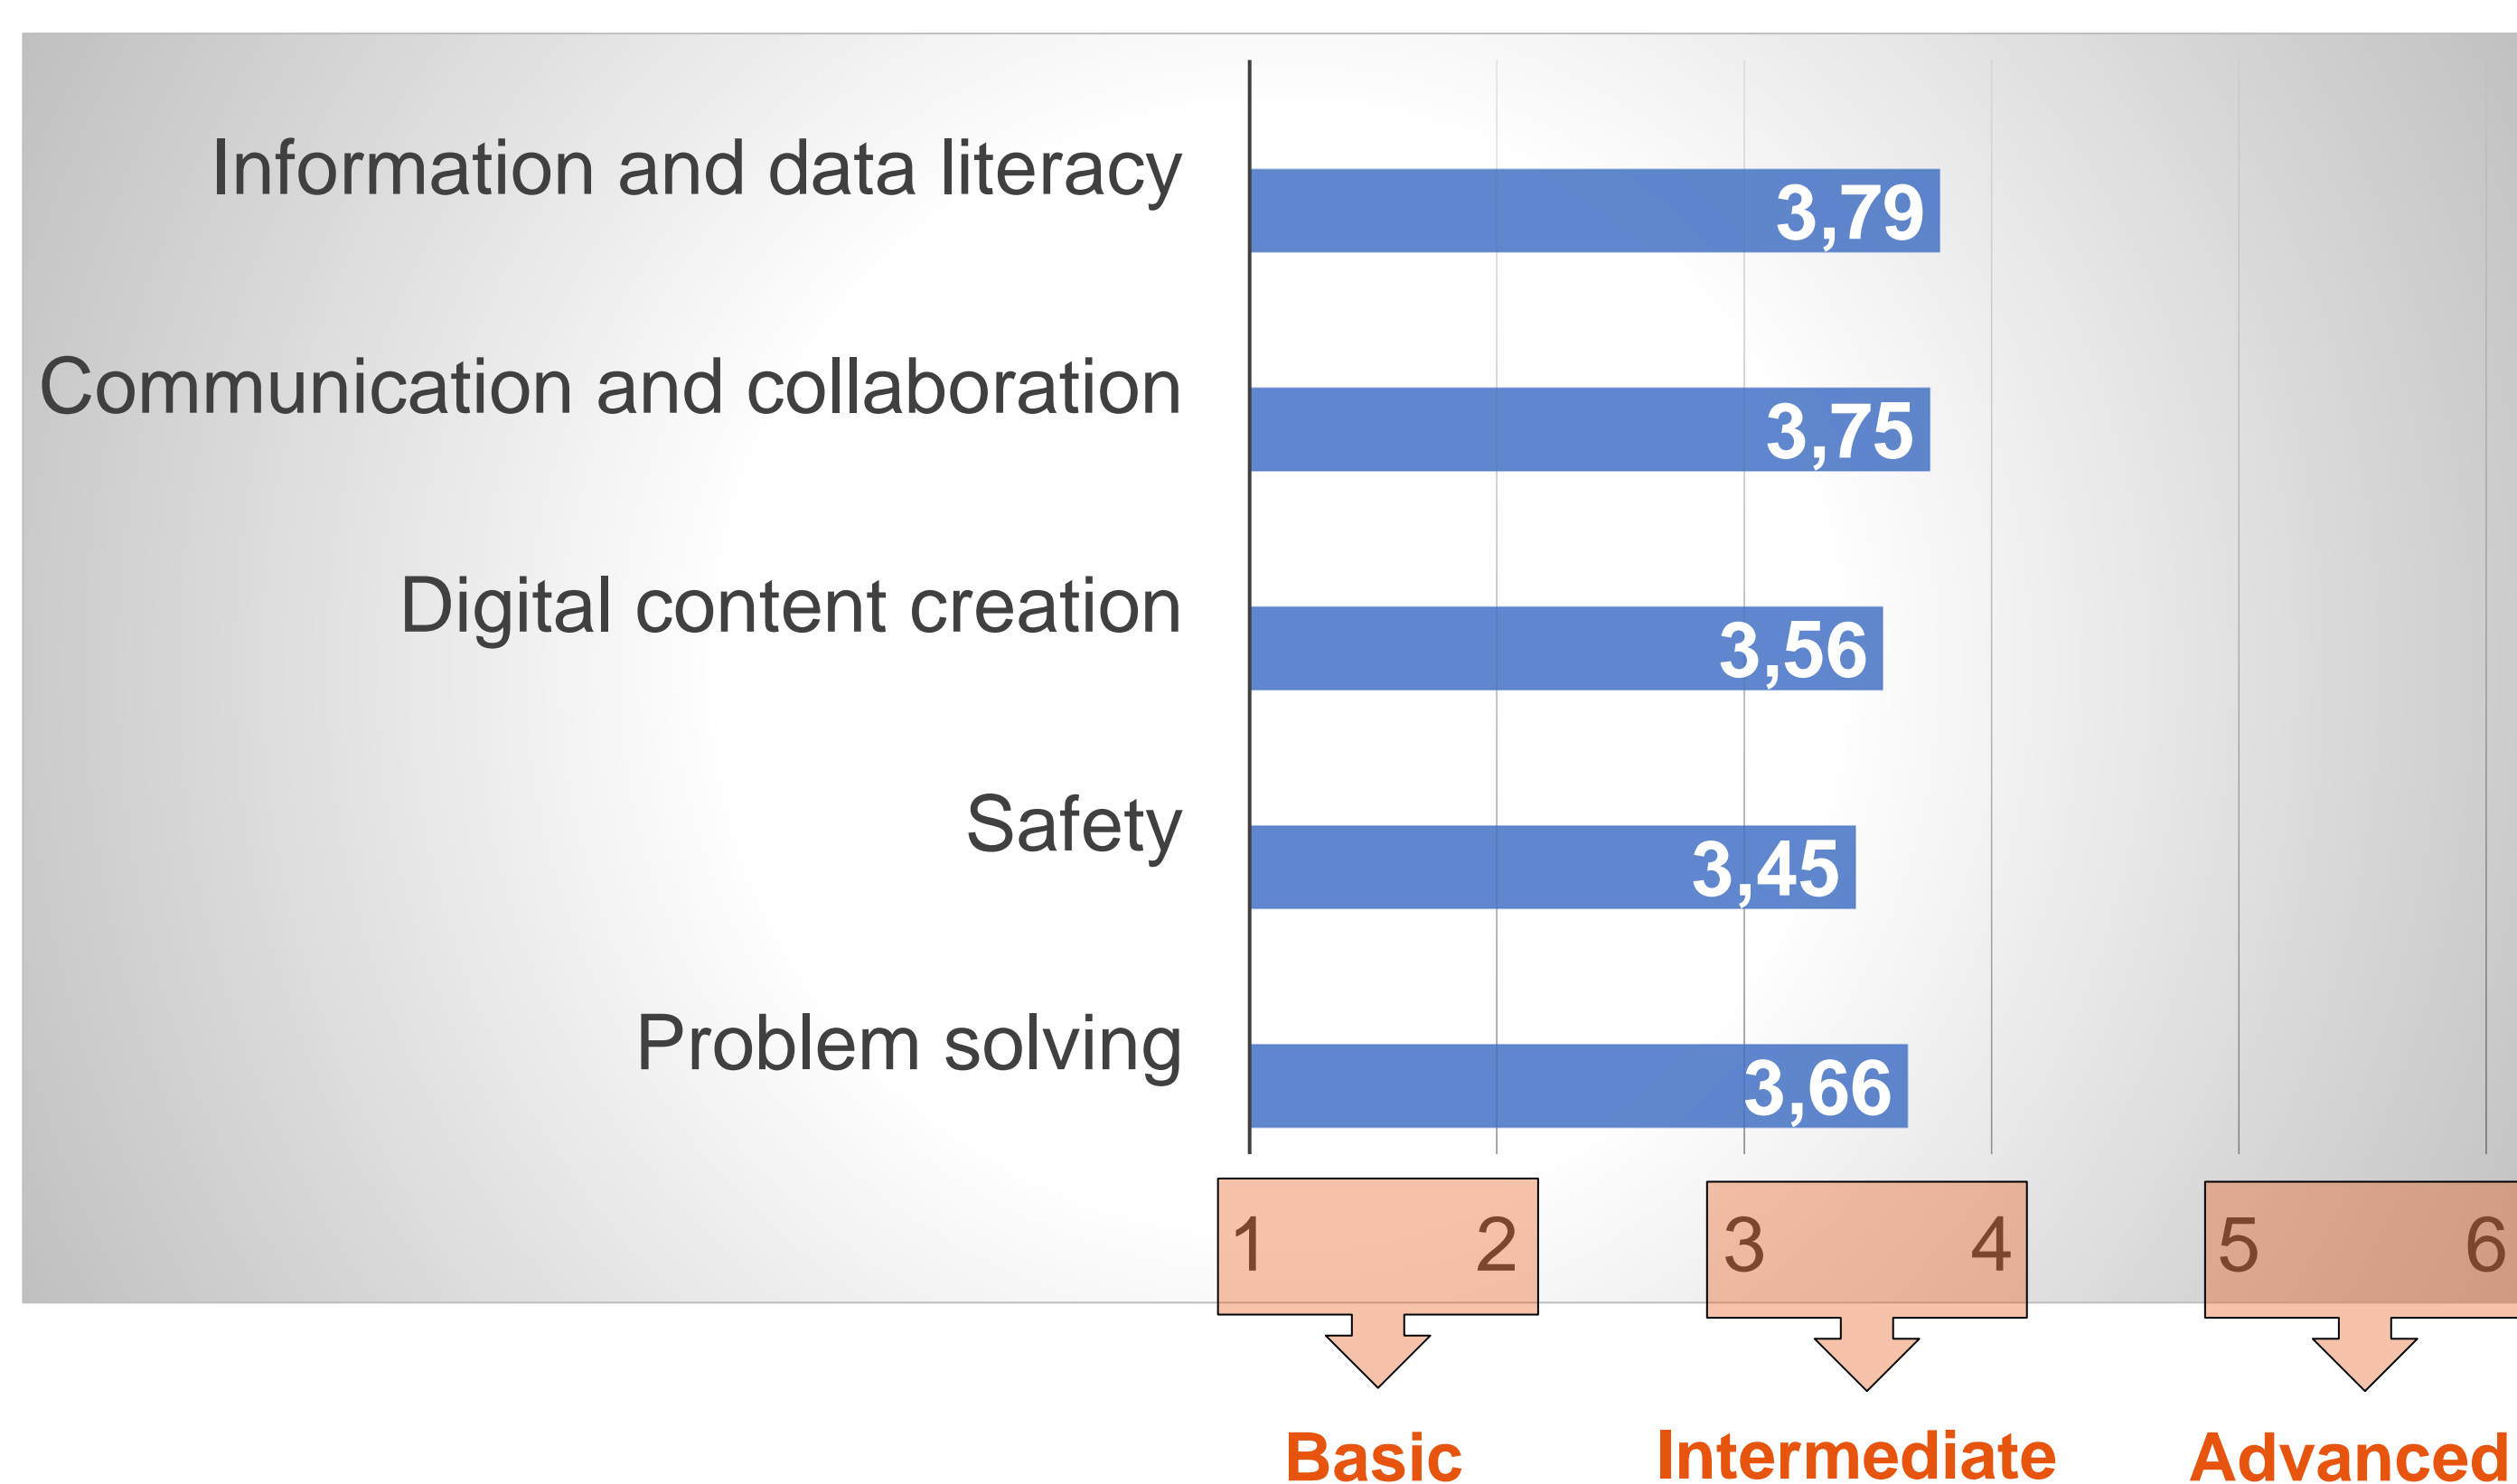 Information and data literacy
3,79
Communication and collaboration
3,75
Digital content creation
3,56
Safety
3,45
Problem solving
3,66
1 2 3 4 5 6
Basic Intermediate Advanced